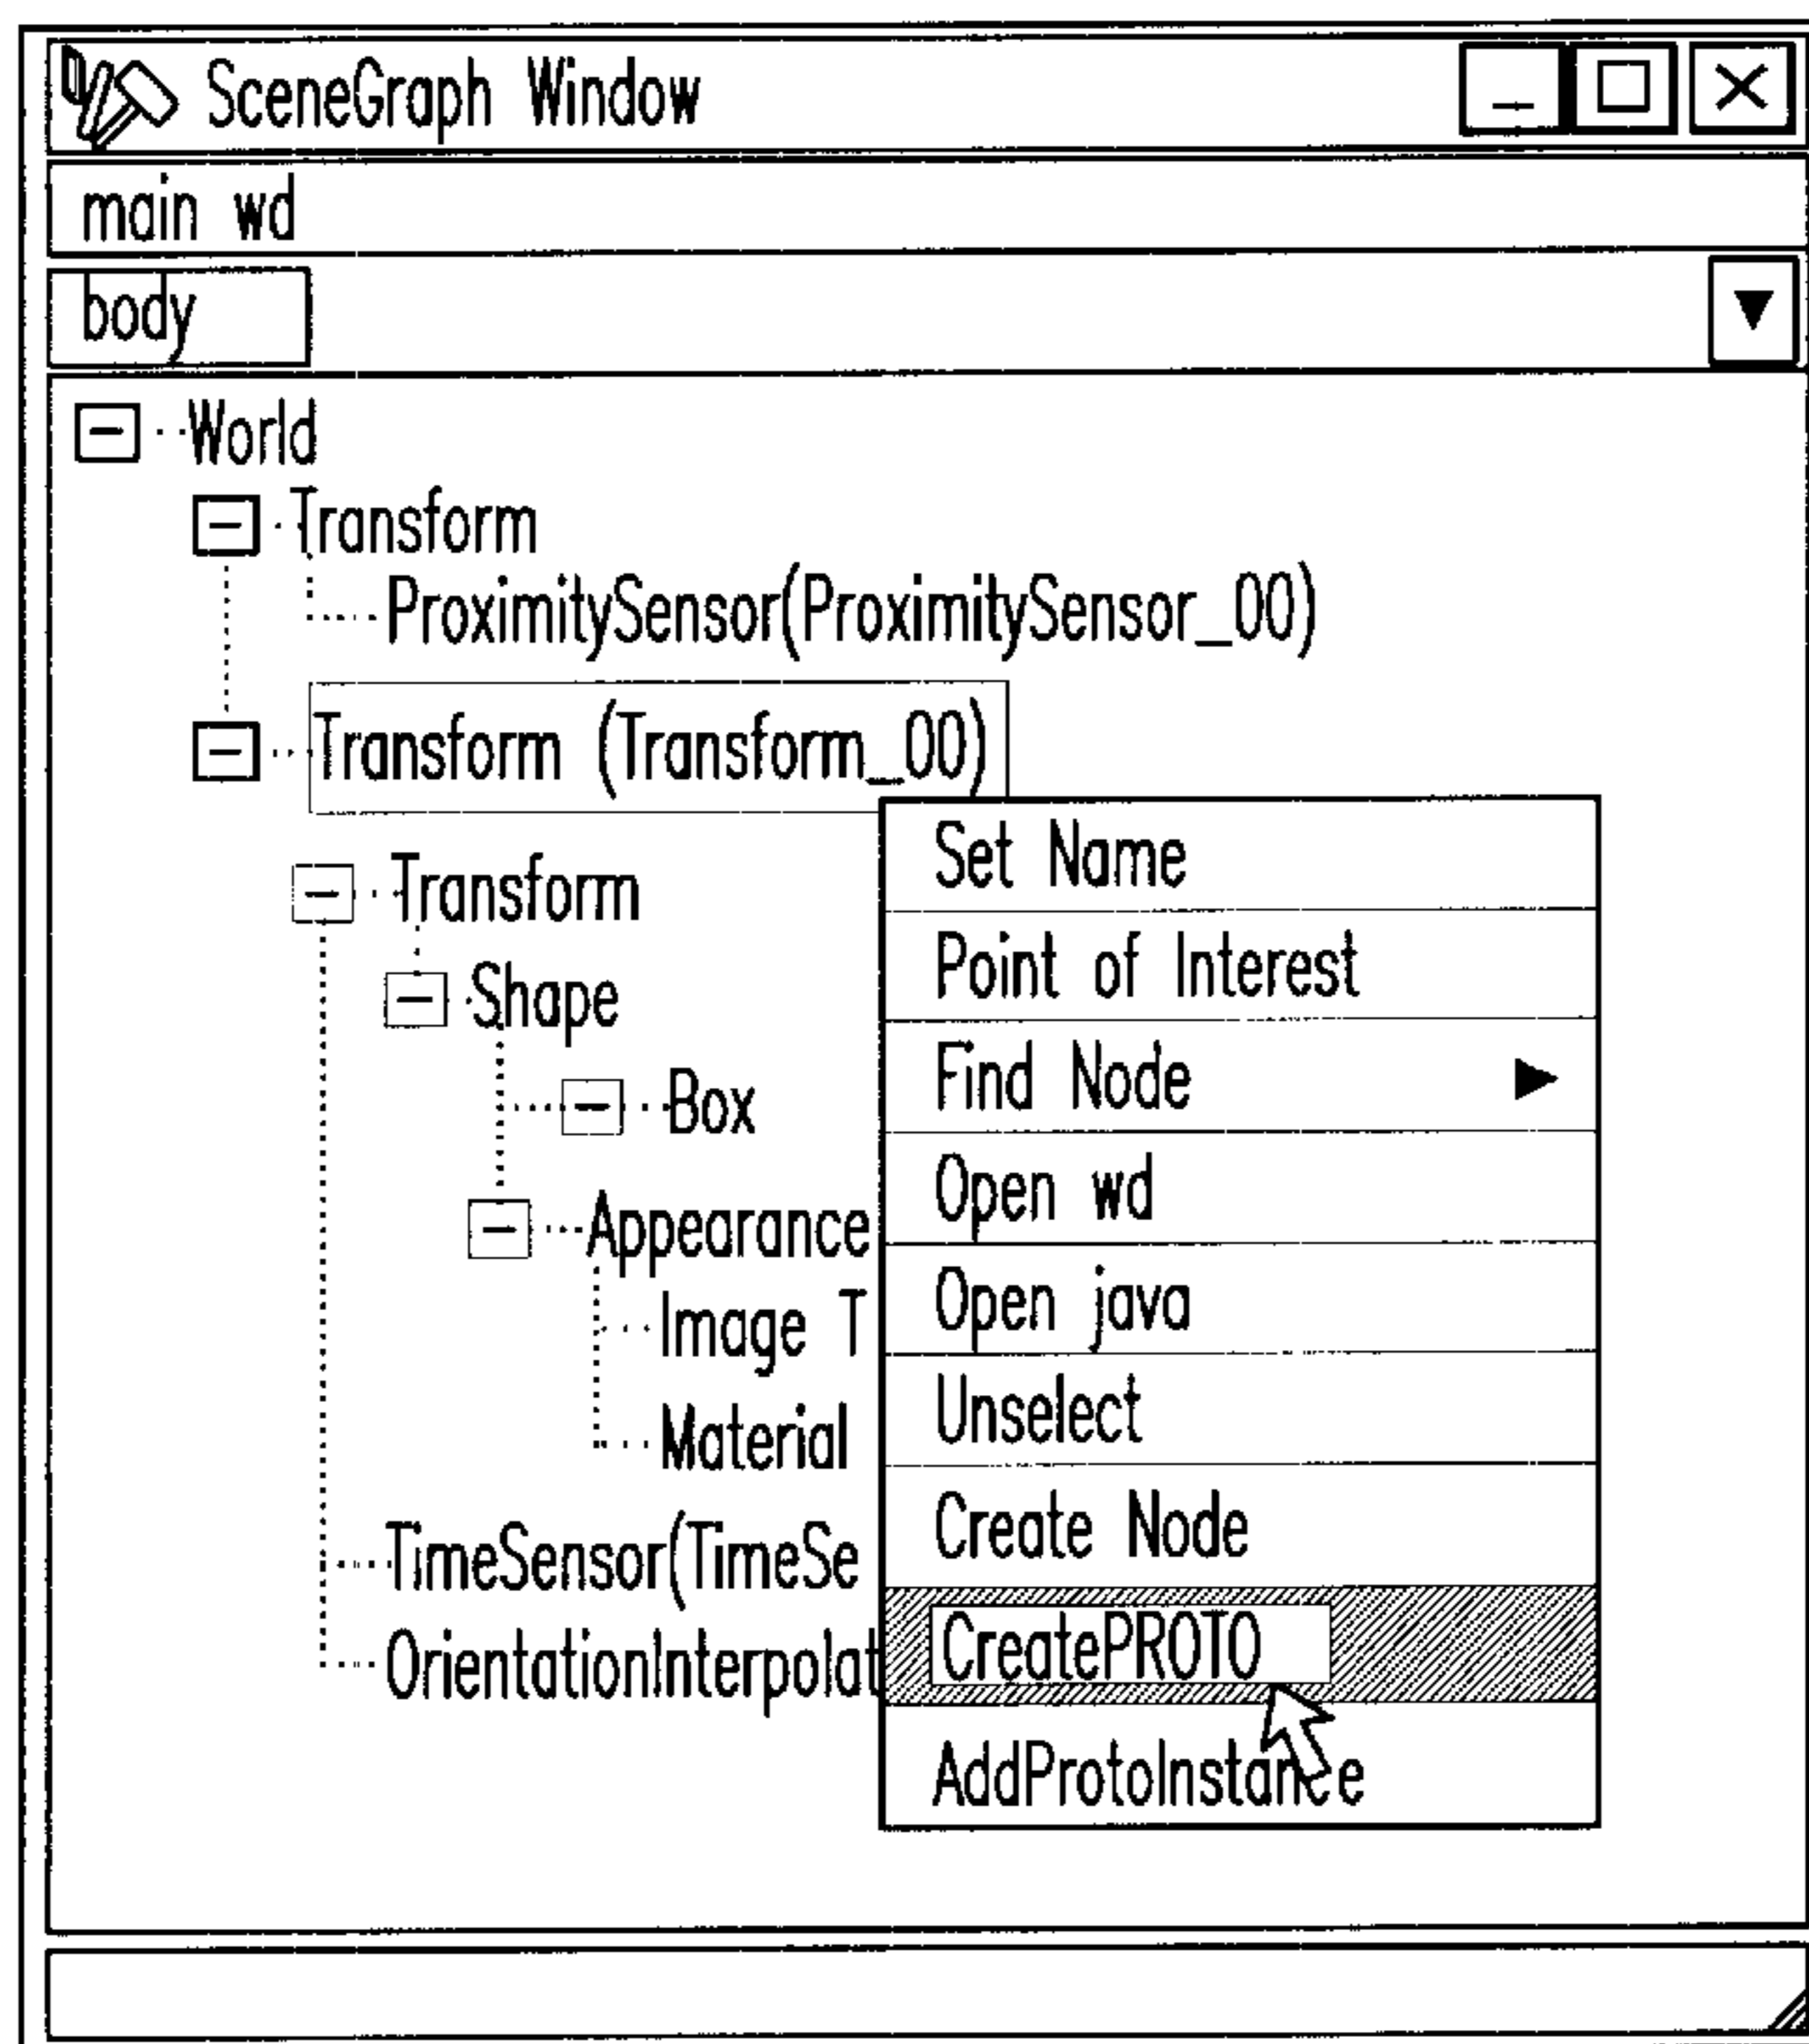 SceneGraph Window
main wd
body
World
Transform
ProximitySensor(ProximitySensor_00)
Transform (Transform_00)
Transform
Shape
Box
Appearance
Image T
Material
TimeSensor(TimeSe
OrientationInterpolat
Set Name
Point of Interest
Find Node
Open wd
Open java
Unselect
Create Node
CreatePROTO
AddProtoInstance